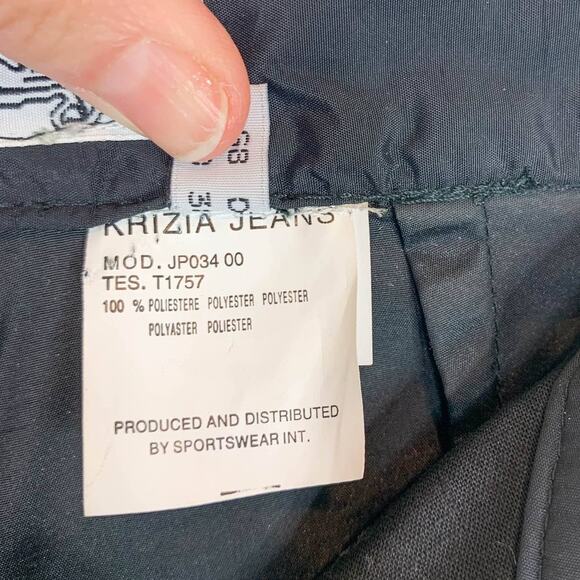 GB
KRIZIA JEANS
MOD. JP034 00
TES. T1757
100 % POLIESTERE POLYESTER POLYESTER
POLYASTER POLIESTER
PRODUCED AND DISTRIBUTED
BY SPORTSWEAR INT.